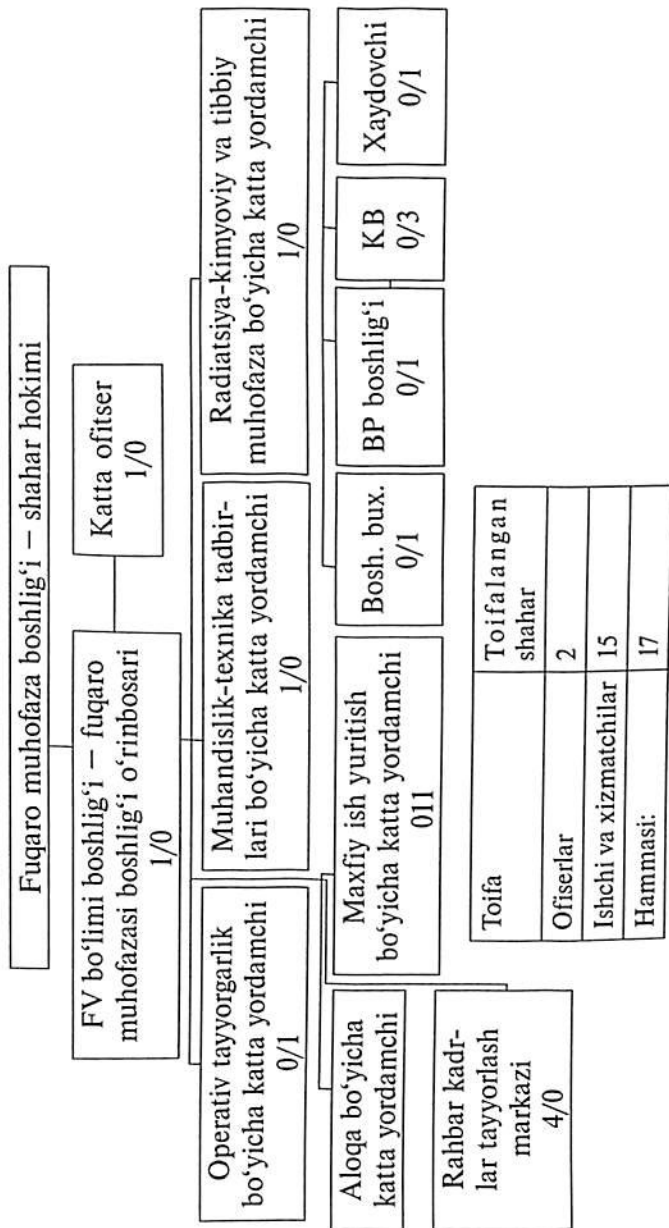 Fuqaro muhofaza boshlig‘i — shahar hokimi
FV bo‘limi boshlig‘i — fuqaro
muhofazasi boshlig‘i o‘rinbosari
1/0
Katta ofitser
1/0
Operativ tayyorgarlik
bo‘yicha katta yordamchi
0/1
Muhandislik-texnika tadbir-
lari bo‘yicha katta yordamchi
1/0
Radiatsiya-kimyoviy va tibbiy
muhofaza bo‘yicha katta yordamchi
1/0
Aloqa bo‘yicha
katta yordamchi
Maxfiy ish yuritish
bo‘yicha katta yordamchi
011
Bosh. bux.
0/1
BP boshlig‘i
0/1
KB
0/3
Xaydovchi
0/1
Rahbar kadr-
lar tayyorlash
markazi
4/0
Toifa
Toifalangan
shahar
Ofiserlar
2
Ishchi va xizmatchilar
15
Hammasi:
17